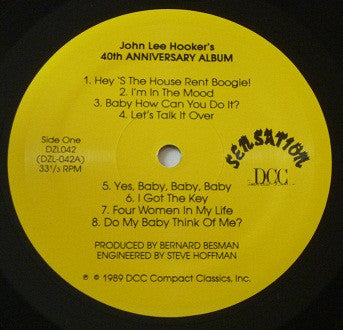 John Lee Hooker's
40th ANNIVERSARY ALBUM
1. Hey 'S The House Rent Boogie!
2. I'm In The Mood
3. Baby How Can You Do It?
4. Let's Talk It Over
Side One
DZL042
(DZL-042A)
33⅓ RPM
SENSATION
DCC
5. Yes, Baby, Baby, Baby
6. I Got The Key
7. Four Women In My Life
8. Do My Baby Think Of Me?
PRODUCED BY BERNARD BESMAN
ENGINEERED BY STEVE HOFFMAN
℗ © 1989 DCC Compact Classics, Inc.